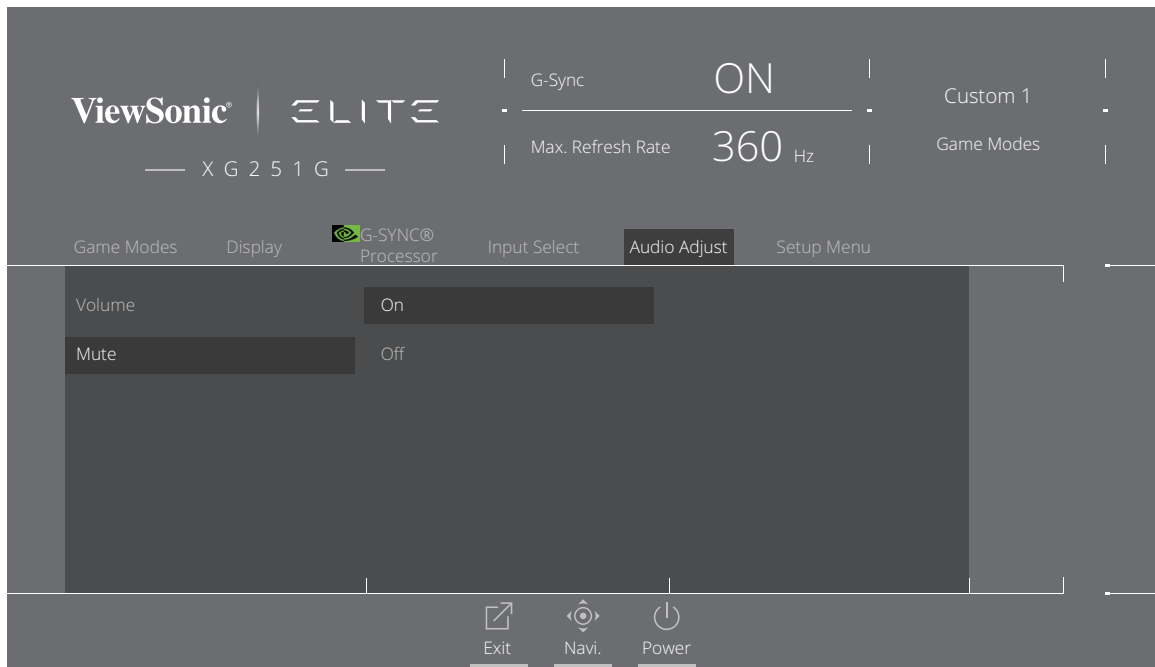 ViewSonic® ELITE
XG251G
G-Sync ON
Max. Refresh Rate 360 Hz
Custom 1
Game Modes
Game Modes Display G-SYNC® Processor Input Select Audio Adjust Setup Menu
Volume On
Mute Off
Exit Navi. Power